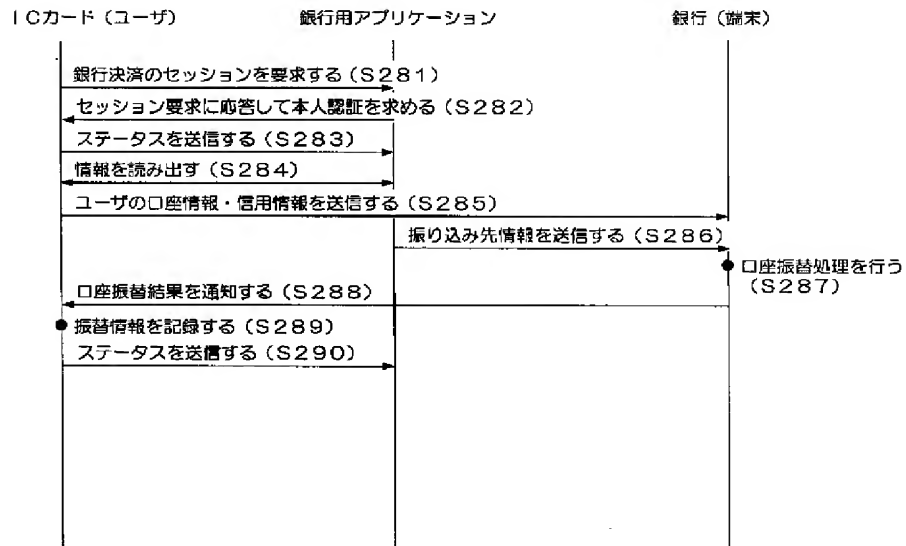 ICカード（ユーザ）　銀行用アプリケーション　銀行（端末）
銀行決済のセッションを要求する（S281）
セッション要求に応答して本人認証を求める（S282）
ステータスを送信する（S283）
情報を読み出す（S284）
ユーザの口座情報・信用情報を送信する（S285）
振り込み先情報を送信する（S286）
口座振替処理を行う
（S287）
口座振替結果を通知する（S288）
振替情報を記録する（S289）
ステータスを送信する（S290）